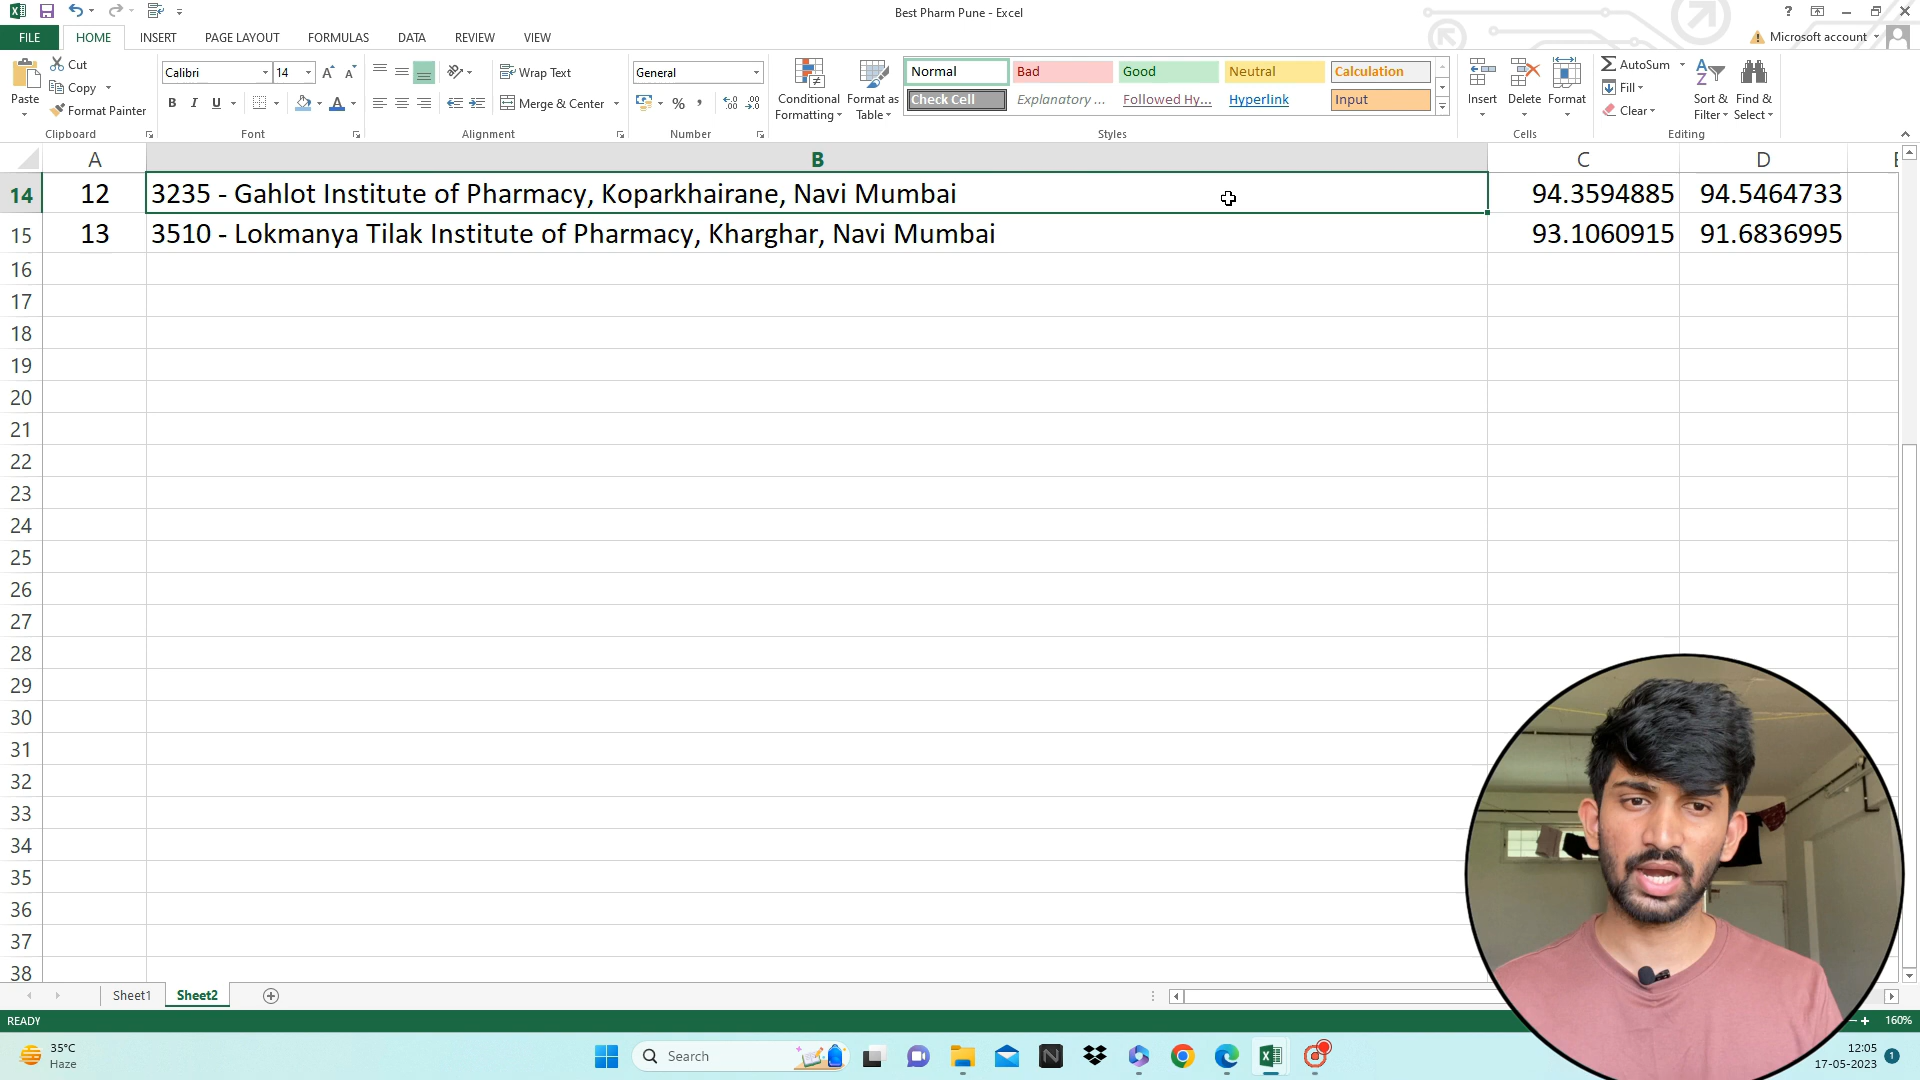 Best Pharm Pune - Excel
?
FILE HOME INSERT PAGE LAYOUT FORMULAS DATA REVIEW VIEW
Microsoft account
Paste
Cut
Copy
Format Painter
Clipboard
Calibri 14
B I U
Font
Wrap Text
Merge & Center
Alignment
General
%
Number
Conditional Formatting
Format as Table
Normal Bad Good Neutral Calculation
Check Cell Explanatory ... Followed Hy... Hyperlink Input
Styles
Insert Delete Format
Cells
AutoSum
Fill
Clear
Sort & Filter
Find & Select
Editing
A B C D
14 12 3235 - Gahlot Institute of Pharmacy, Koparkhairane, Navi Mumbai 94.3594885 94.5464733
15 13 3510 - Lokmanya Tilak Institute of Pharmacy, Kharghar, Navi Mumbai 93.1060915 91.6836995
16
17
18
19
20
21
22
23
24
25
26
27
28
29
30
31
32
33
34
35
36
37
38
Sheet1 Sheet2
READY
160%
35°C
Haze
Search
12:05
17-05-2023
1